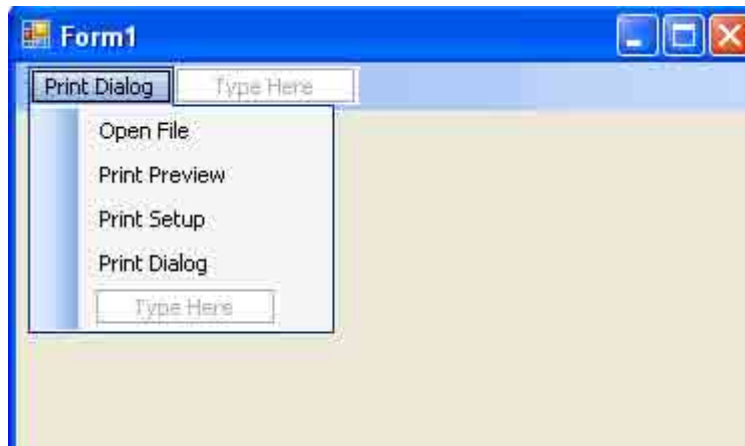 Form1
Print Dialog Type Here
Open File
Print Preview
Print Setup
Print Dialog
Type Here